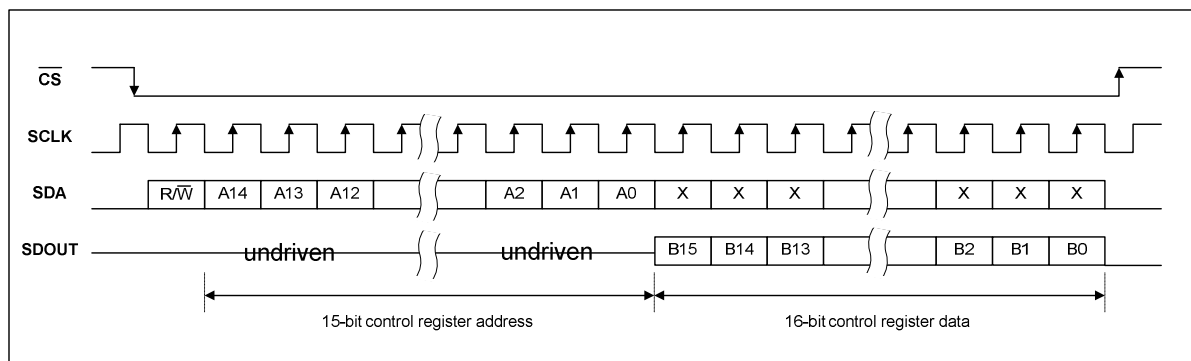 CS
SCLK
SDA R/W A14 A13 A12 A2 A1 A0 X X X X X X
SDOUT undriven undriven B15 B14 B13 B2 B1 B0
15-bit control register address 16-bit control register data